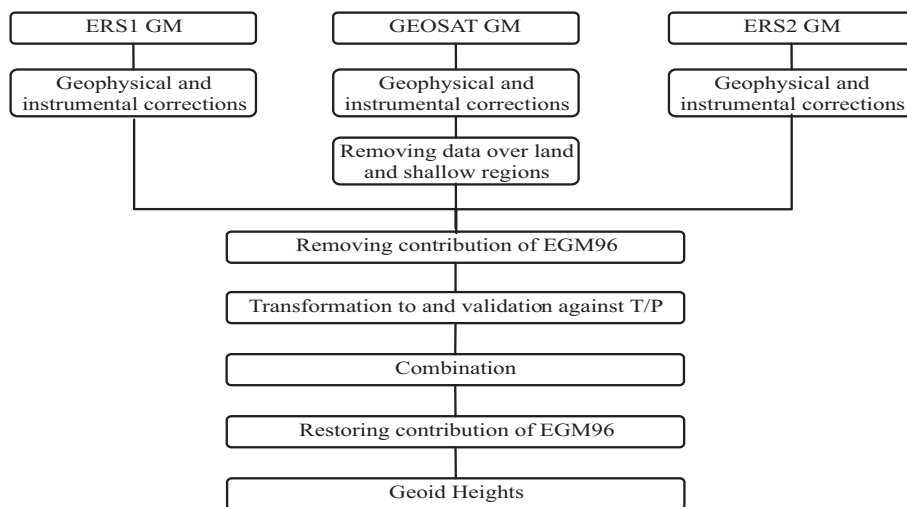 ERS1 GM
GEOSAT GM
ERS2 GM
Geophysical and
instrumental corrections
Geophysical and
instrumental corrections
Geophysical and
instrumental corrections
Removing data over land
and shallow regions
Removing contribution of EGM96
Transformation to and validation against T/P
Combination
Restoring contribution of EGM96
Geoid Heights